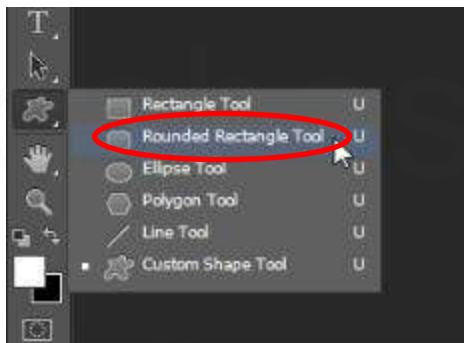 T
Rectangle Tool U
Rounded Rectangle Tool U
Ellipse Tool U
Polygon Tool U
Line Tool U
Custom Shape Tool U